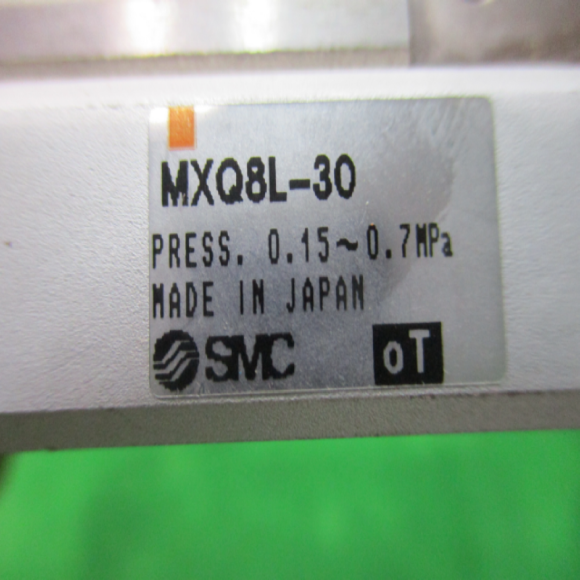 MXQ8L-30
PRESS. 0.15~0.7MPa
MADE IN JAPAN
SMC oT